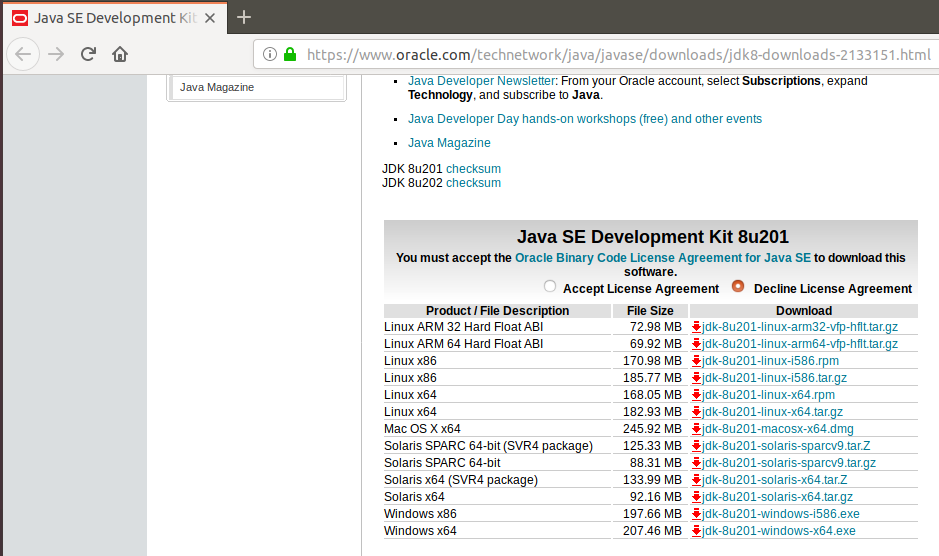 Java SE Development Kit
https://www.oracle.com/technetwork/java/javase/downloads/jdk8-downloads-2133151.html
Java Magazine
Java Developer Newsletter: From your Oracle account, select Subscriptions, expand
Technology, and subscribe to Java.
Java Developer Day hands-on workshops (free) and other events
Java Magazine
JDK 8u201 checksum
JDK 8u202 checksum
Java SE Development Kit 8u201
You must accept the Oracle Binary Code License Agreement for Java SE to download this
software.
Accept License Agreement Decline License Agreement
Product / File Description File Size Download
Linux ARM 32 Hard Float ABI 72.98 MB jdk-8u201-linux-arm32-vfp-hflt.tar.gz
Linux ARM 64 Hard Float ABI 69.92 MB jdk-8u201-linux-arm64-vfp-hflt.tar.gz
Linux x86 170.98 MB jdk-8u201-linux-i586.rpm
Linux x86 185.77 MB jdk-8u201-linux-i586.tar.gz
Linux x64 168.05 MB jdk-8u201-linux-x64.rpm
Linux x64 182.93 MB jdk-8u201-linux-x64.tar.gz
Mac OS X x64 245.92 MB jdk-8u201-macosx-x64.dmg
Solaris SPARC 64-bit (SVR4 package) 125.33 MB jdk-8u201-solaris-sparcv9.tar.Z
Solaris SPARC 64-bit 88.31 MB jdk-8u201-solaris-sparcv9.tar.gz
Solaris x64 (SVR4 package) 133.99 MB jdk-8u201-solaris-x64.tar.Z
Solaris x64 92.16 MB jdk-8u201-solaris-x64.tar.gz
Windows x86 197.66 MB jdk-8u201-windows-i586.exe
Windows x64 207.46 MB jdk-8u201-windows-x64.exe